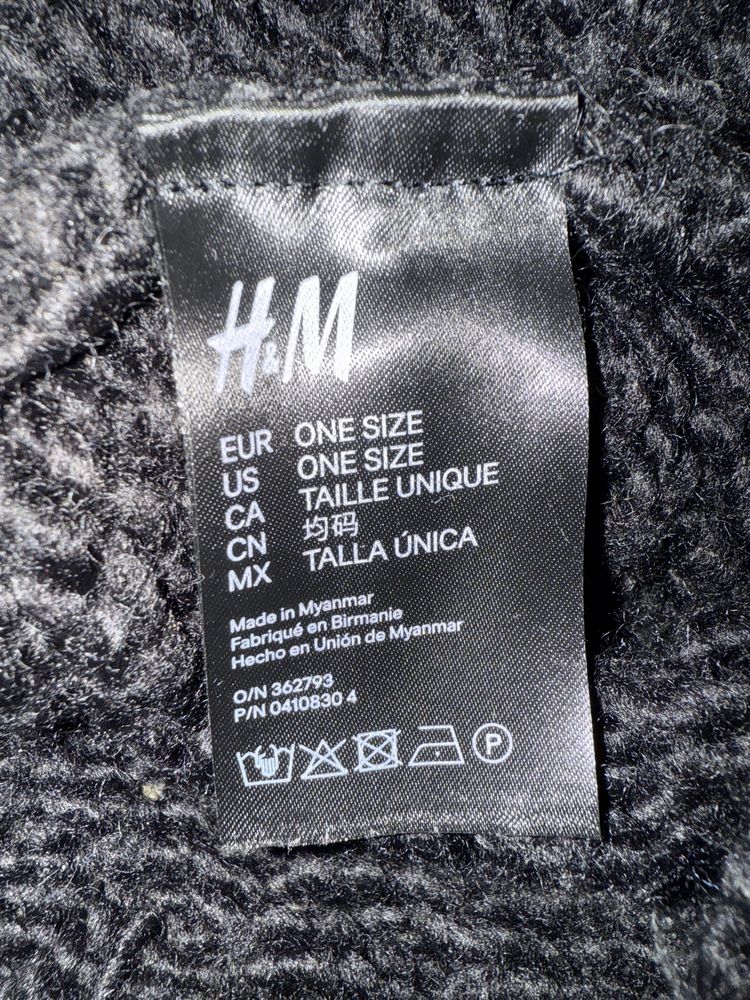 H&M
EUR ONE SIZE
US ONE SIZE
CA TAILLE UNIQUE
CN 均码
MX TALLA ÚNICA
Made in Myanmar
Fabriqué en Birmanie
Hecho en Unión de Myanmar
O/N 362793
P/N 0410830 4
P